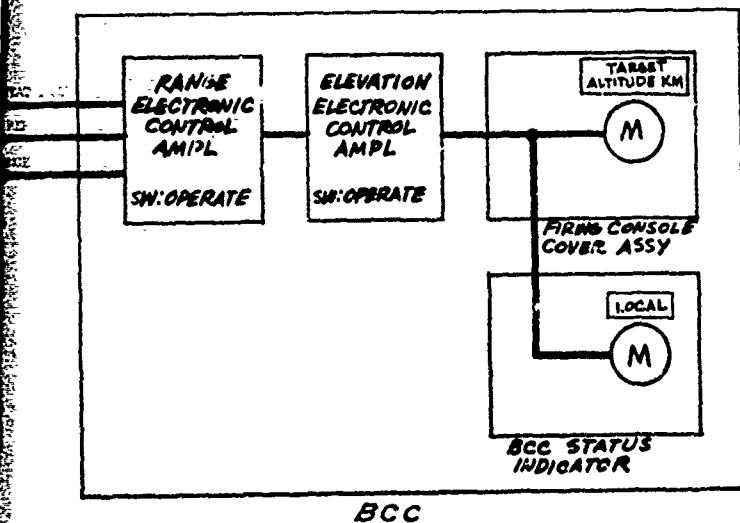 RANGE
ELECTRONIC
CONTROL
AMPL
SW:OPERATE
ELEVATION
ELECTRONIC
CONTROL
AMPL
SW:OPERATE
TARGET
ALTITUDE KM
M
FIRING CONSOLE
COVER ASSY
LOCAL
M
BCC STATUS
INDICATOR
BCC